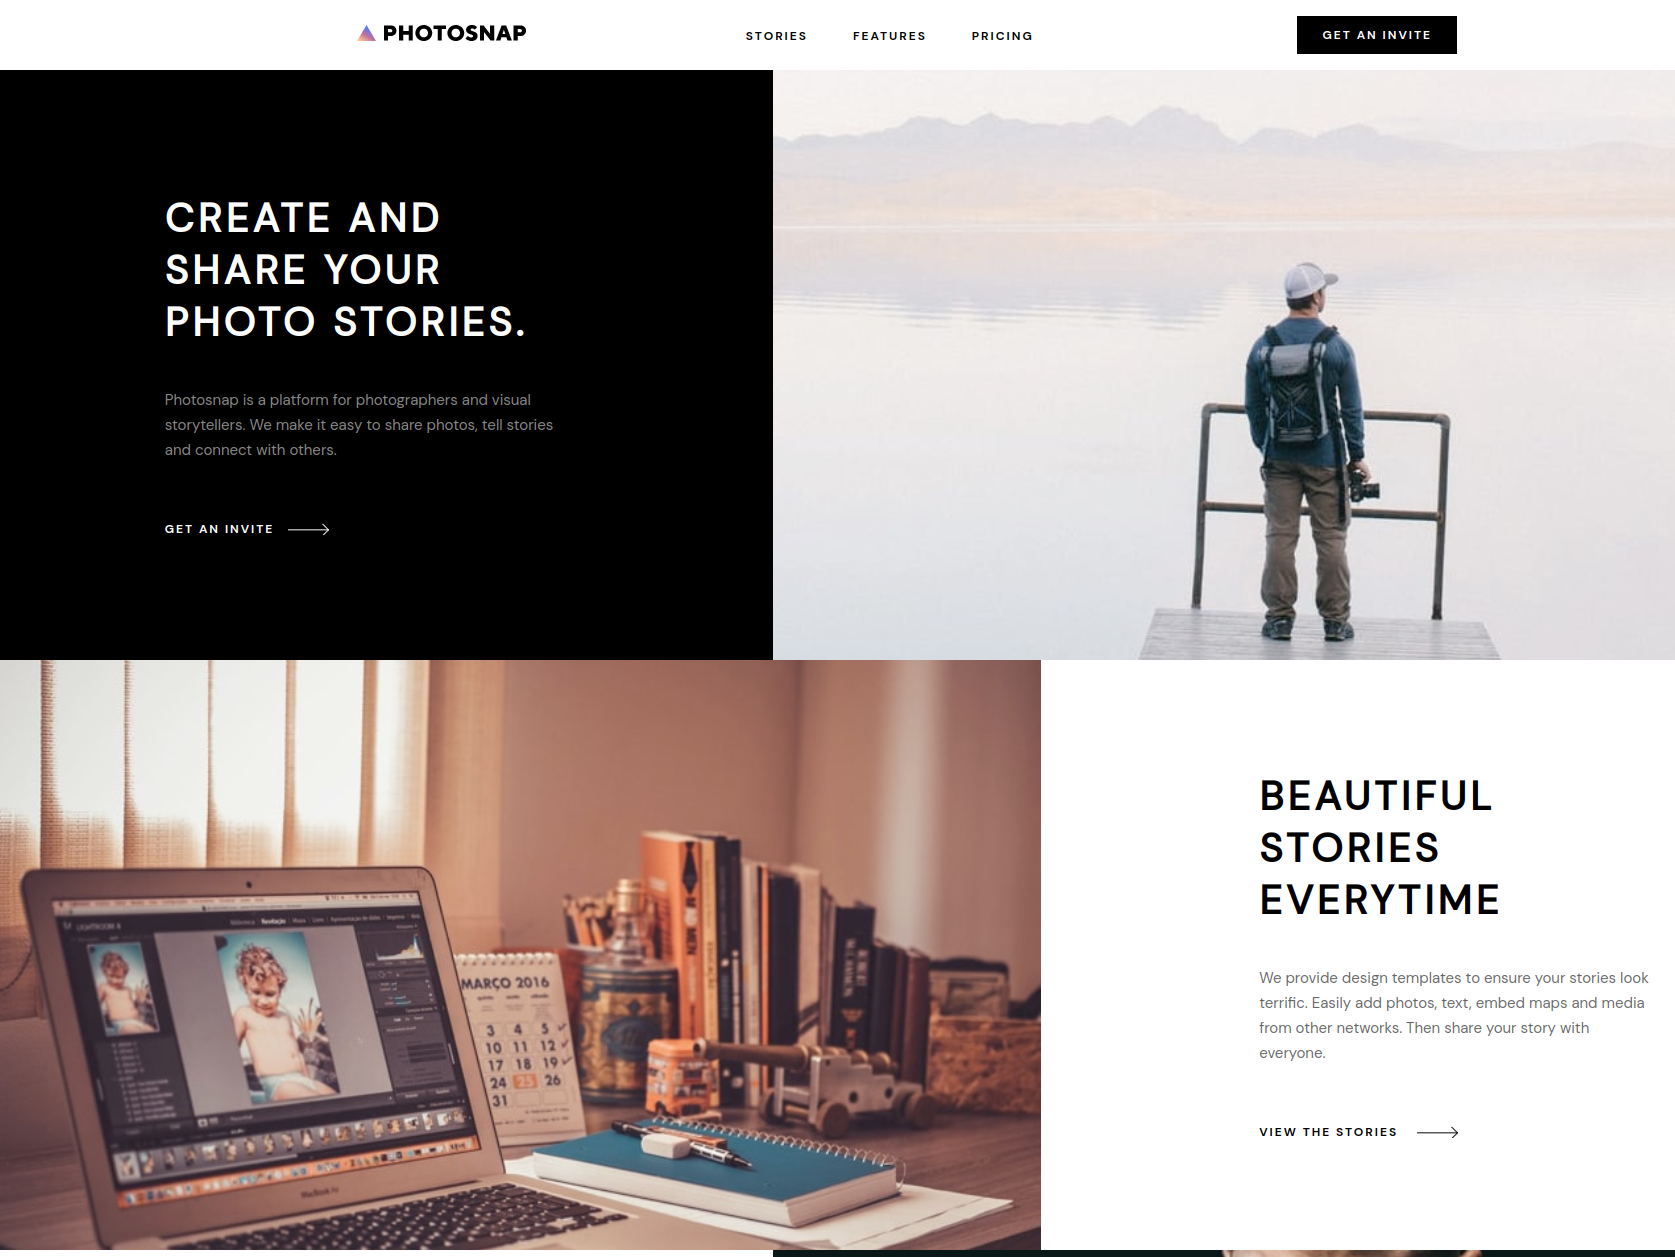 PHOTOSNAP
STORIES
FEATURES
PRICING
GET AN INVITE
CREATE AND
SHARE YOUR
PHOTO STORIES.
Photosnap is a platform for photographers and visual
storytellers. We make it easy to share photos, tell stories
and connect with others.
GET AN INVITE
BEAUTIFUL
STORIES
EVERYTIME
We provide design templates to ensure your stories look
terrific. Easily add photos, text, embed maps and media
from other networks. Then share your story with
everyone.
VIEW THE STORIES
MARÇO 2016
3 4 5
10 11 12
17 18 19
24 25 26
31
MacBook Air